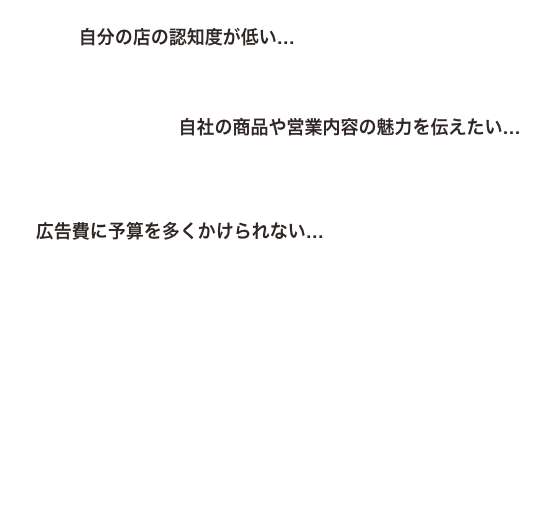 自分の店の認知度が低い…
自社の商品や営業内容の魅力を伝えたい…
広告費に予算を多くかけられない…